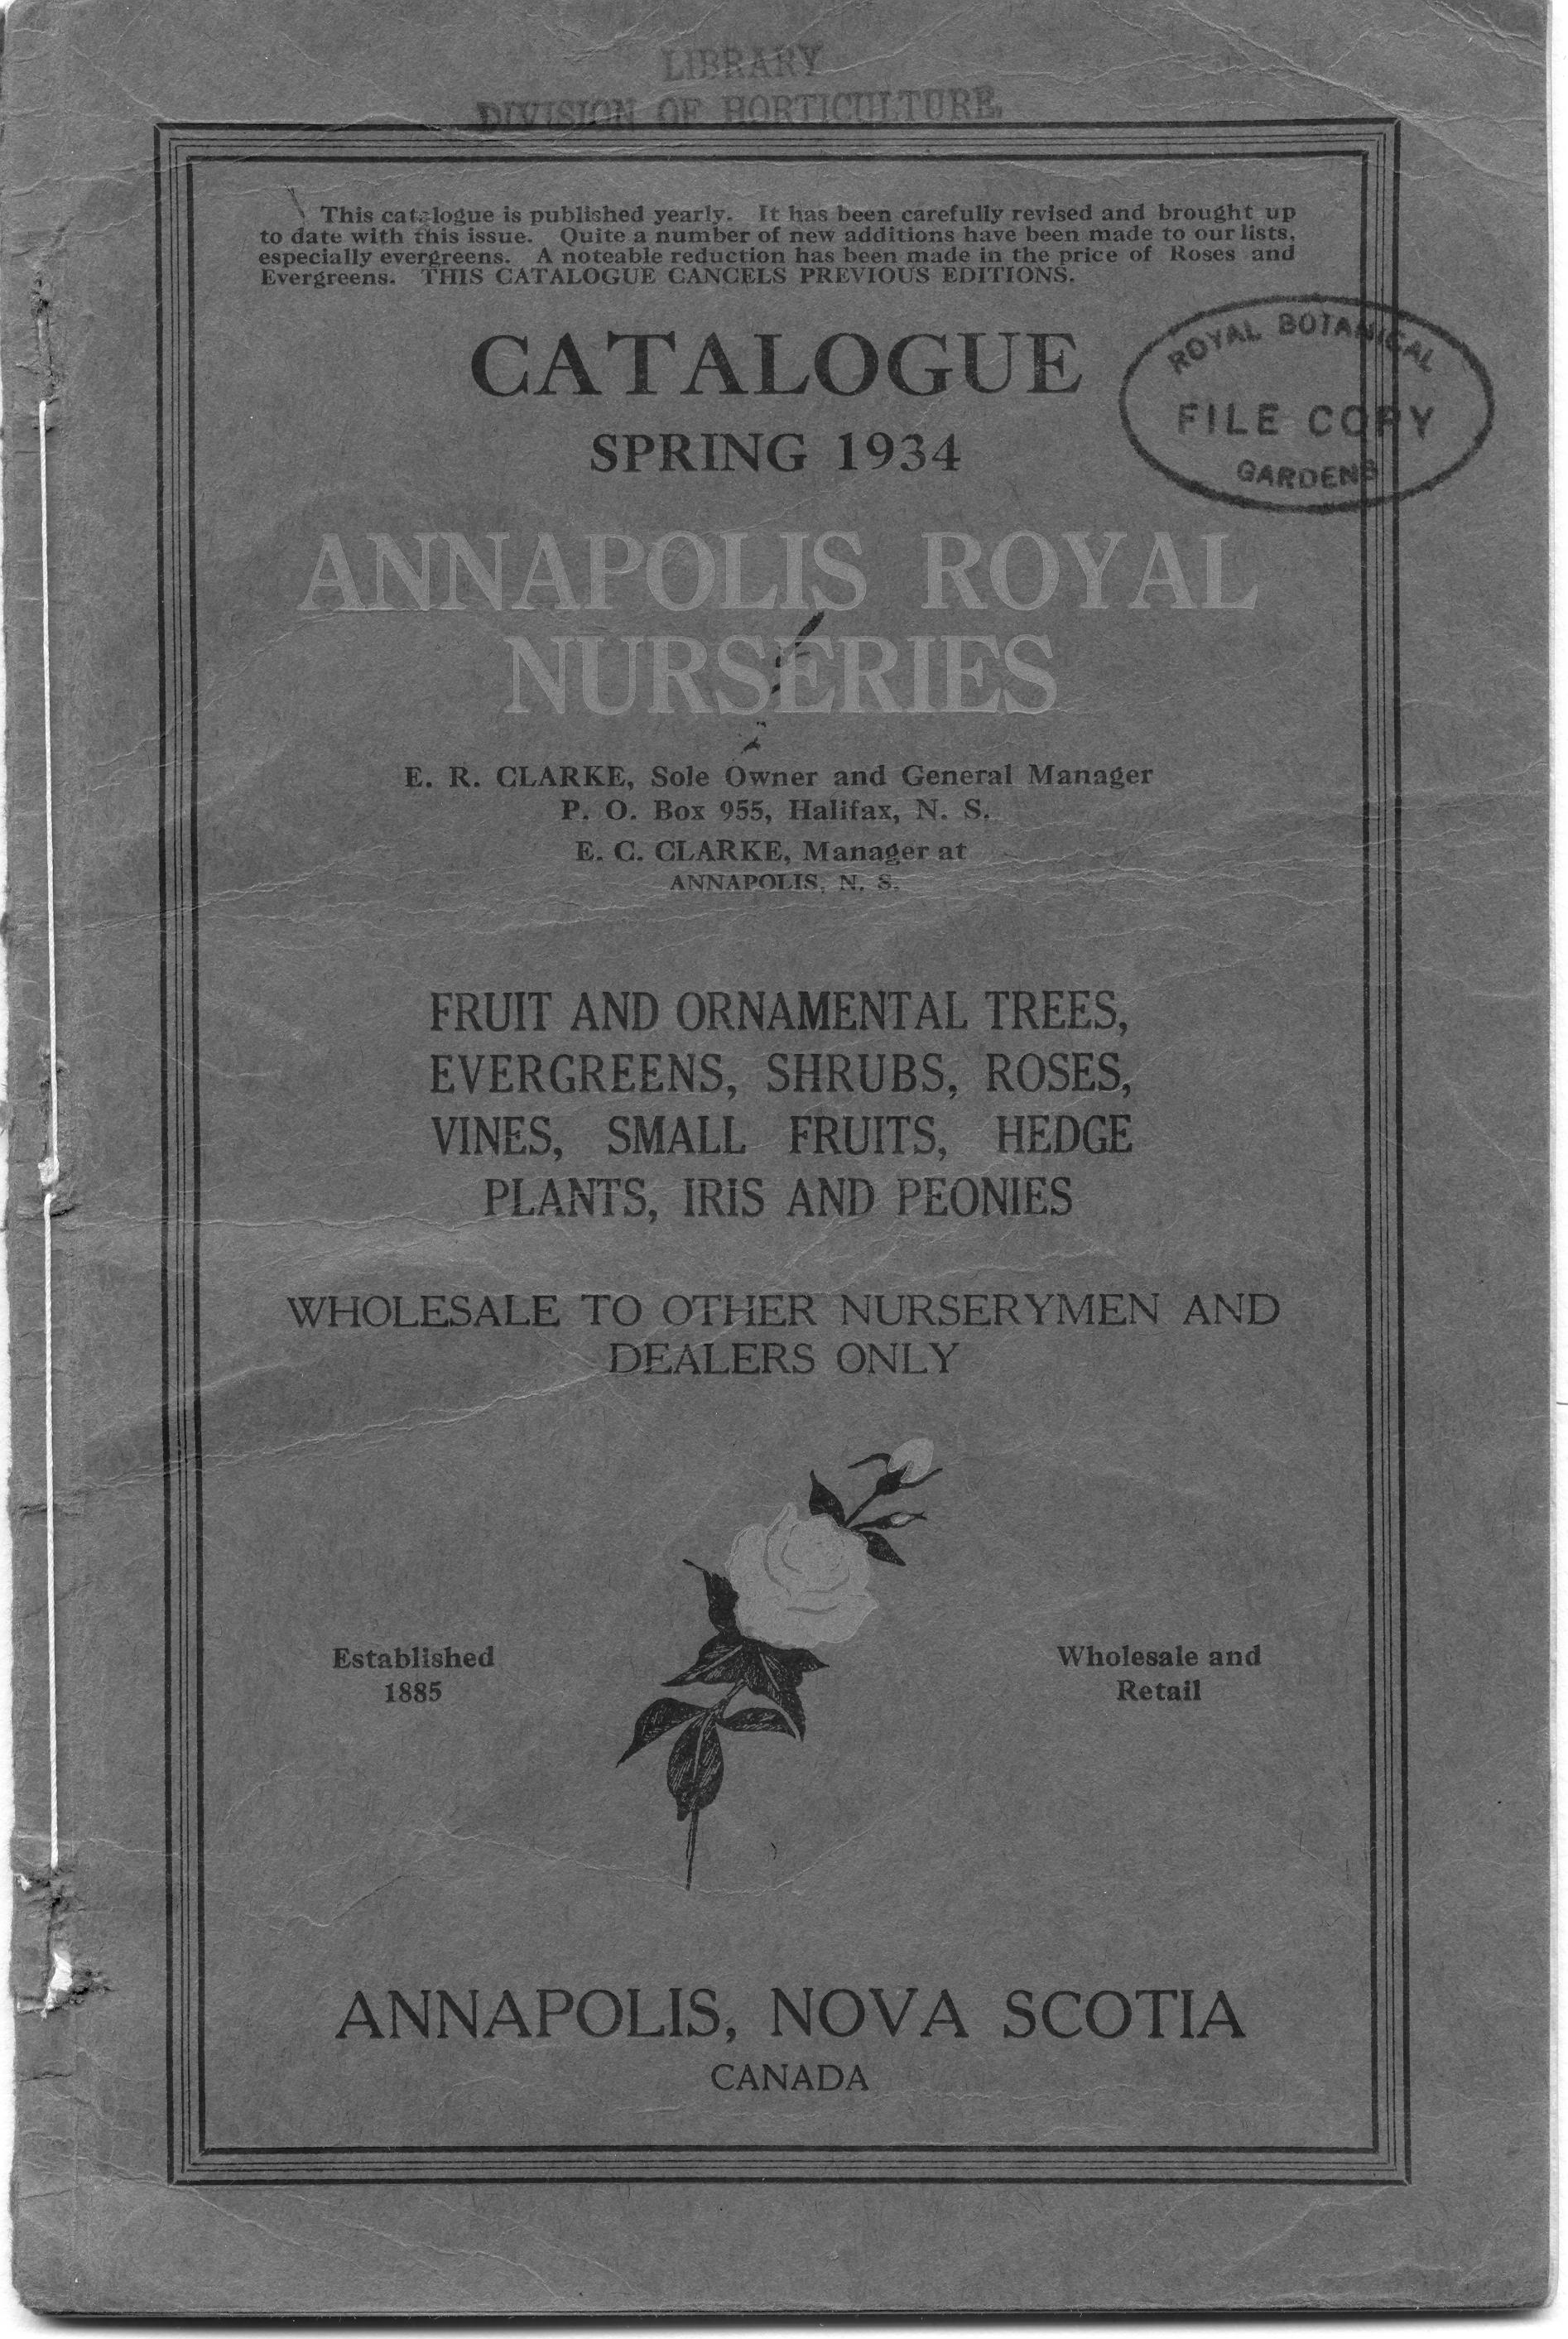 LIBRARY
DIVISION OF HORTICULTURE
This catalogue is published yearly. It has been carefully revised and brought up
to date with this issue. Quite a number of new additions have been made to our lists,
especially evergreens. A noteable reduction has been made in the price of Roses and
Evergreens. THIS CATALOGUE CANCELS PREVIOUS EDITIONS.
CATALOGUE
SPRING 1934
ROYAL BOTANICAL
FILE COPY
GARDENS
ANNAPOLIS ROYAL
NURSERIES
E. R. CLARKE, Sole Owner and General Manager
P. O. Box 955, Halifax, N. S.
E. C. CLARKE, Manager at
ANNAPOLIS, N. S.
FRUIT AND ORNAMENTAL TREES,
EVERGREENS, SHRUBS, ROSES,
VINES, SMALL FRUITS, HEDGE
PLANTS, IRIS AND PEONIES
WHOLESALE TO OTHER NURSERYMEN AND
DEALERS ONLY
Established
1885
Wholesale and
Retail
ANNAPOLIS, NOVA SCOTIA
CANADA